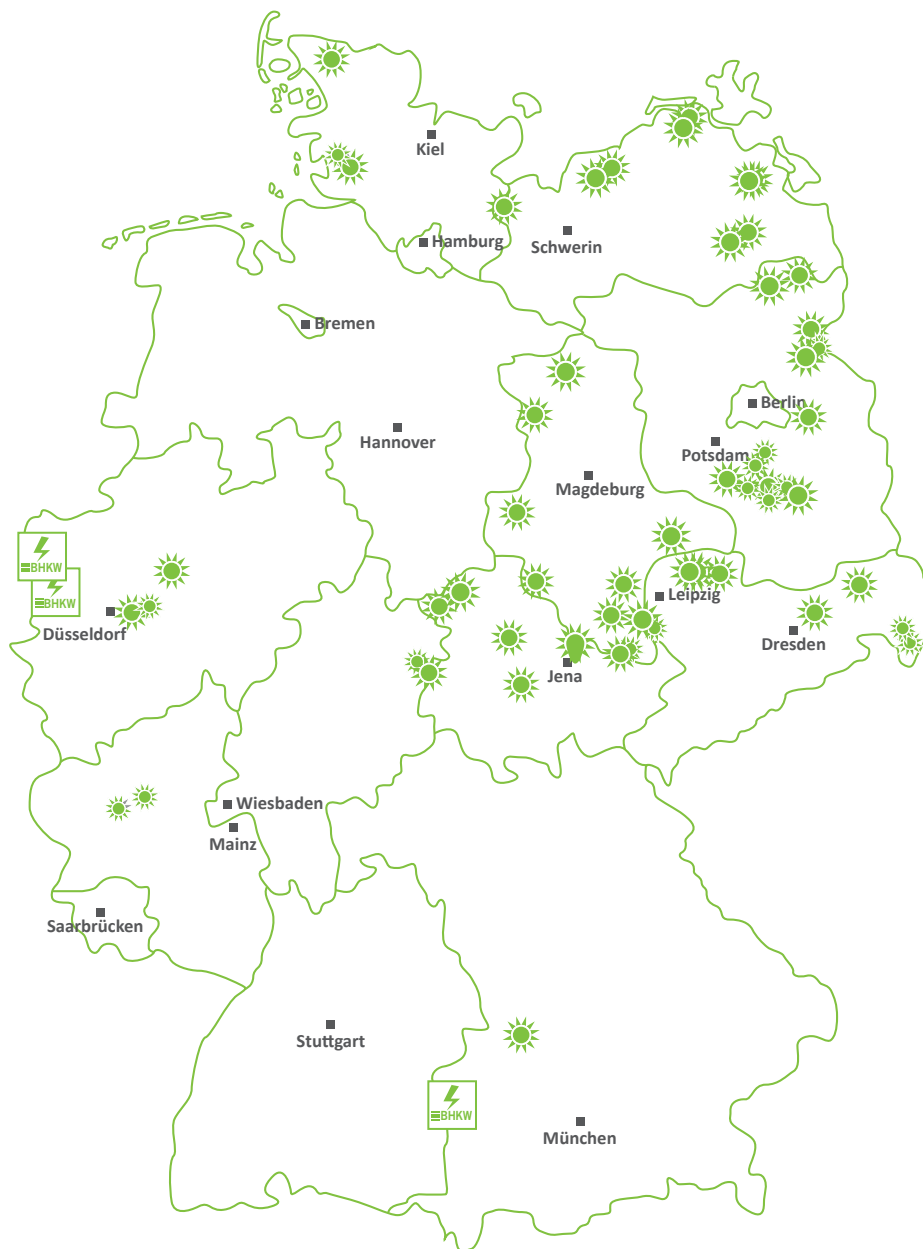 Kiel
Hamburg
Schwerin
Bremen
Berlin
Hannover
Potsdam
Magdeburg
BHKW
BHKW
Leipzig
Düsseldorf
Dresden
Jena
Wiesbaden
Mainz
Saarbrücken
Stuttgart
BHKW
München